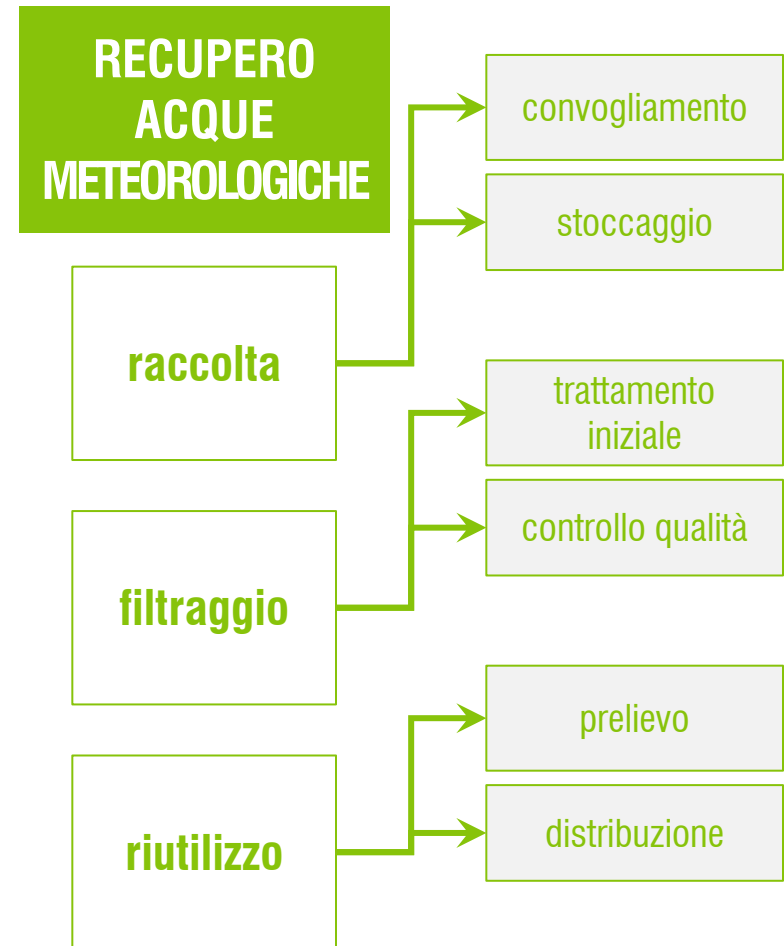 RECUPERO
ACQUE
METEOROLOGICHE
raccolta
convogliamento
stoccaggio
filtraggio
trattamento
iniziale
controllo qualità
riutilizzo
prelievo
distribuzione